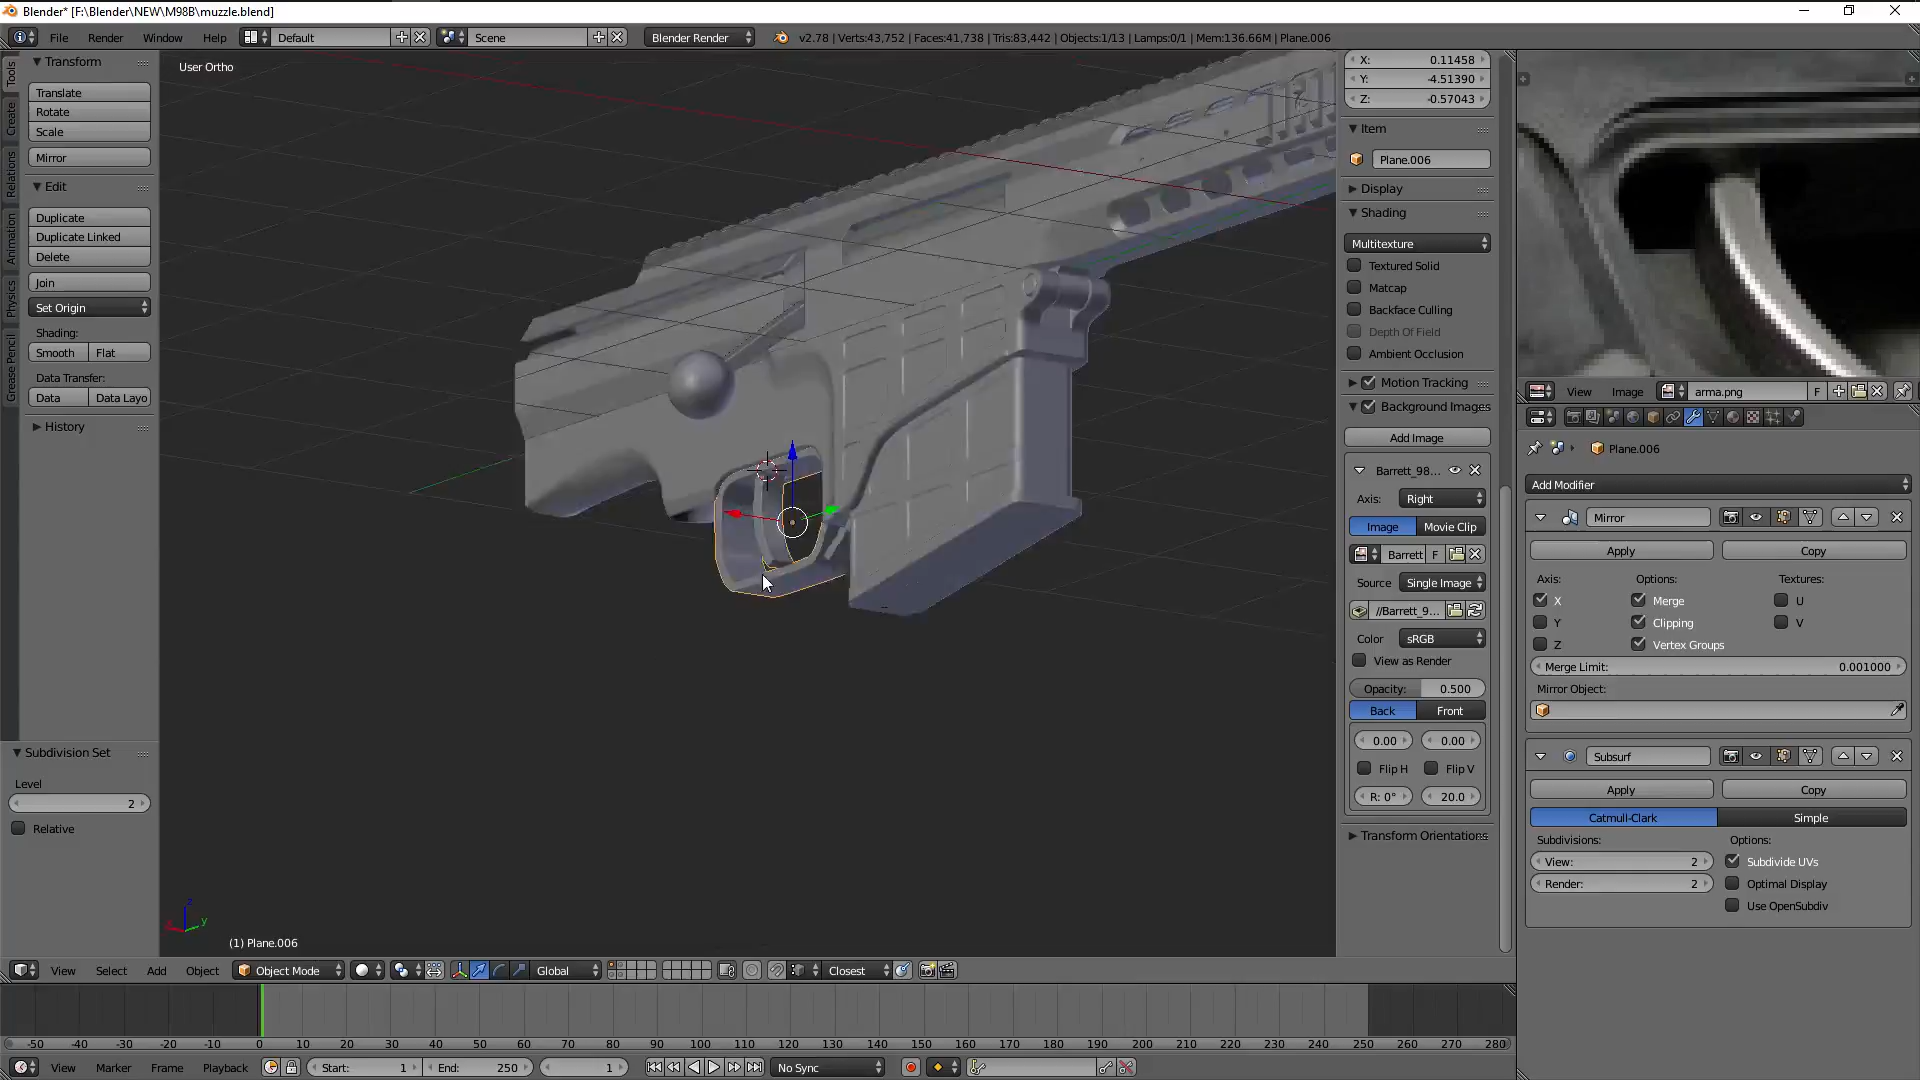 Blender* [F:\Blender\NEW\M98B\muzzle.blend]
File Render Window Help Default Scene Blender Render v2.78 | Verts:43,752 | Faces:41,738 | Tris:83,442 | Objects:1/13 | Lamps:0/1 | Mem:136.66M | Plane.006
Tools
Create
Relations
Animation
Physics
Grease Pencil
Transform
Translate
Rotate
Scale
Mirror
Edit
Duplicate
Duplicate Linked
Delete
Join
Set Origin
Shading:
Smooth Flat
Data Transfer:
Data Data Layo
History
Subdivision Set
Level
2
Relative
User Ortho
z
y
(1) Plane.006
X: 0.11458
Y: -4.51390
Z: -0.57043
Item
Plane.006
Display
Shading
Multitexture
Textured Solid
Matcap
Backface Culling
Depth Of Field
Ambient Occlusion
Motion Tracking
Background Images
Add Image
Barrett_98...
Axis: Right
Image Movie Clip
Barrett F
Source Single Image
//Barrett_9...
Color sRGB
View as Render
Opacity: 0.500
Back Front
0.00 0.00
Flip H Flip V
R: 0° 20.0
Transform Orientations
View Image arma.png F
Plane.006
Add Modifier
Mirror
Apply Copy
Axis: Options: Textures:
X Merge U
Y Clipping V
Z Vertex Groups
Merge Limit: 0.001000
Mirror Object:
Subsurf
Apply Copy
Catmull-Clark Simple
Subdivisions: Options:
View: 2 Subdivide UVs
Render: 2 Optimal Display
Use OpenSubdiv
View Select Add Object Object Mode Global Closest
-50 -40 -30 -20 -10 0 10 20 30 40 50 60 70 80 90 100 110 120 130 140 150 160 170 180 190 200 210 220 230 240 250 260 270 280
View Marker Frame Playback Start: 1 End: 250 1 No Sync